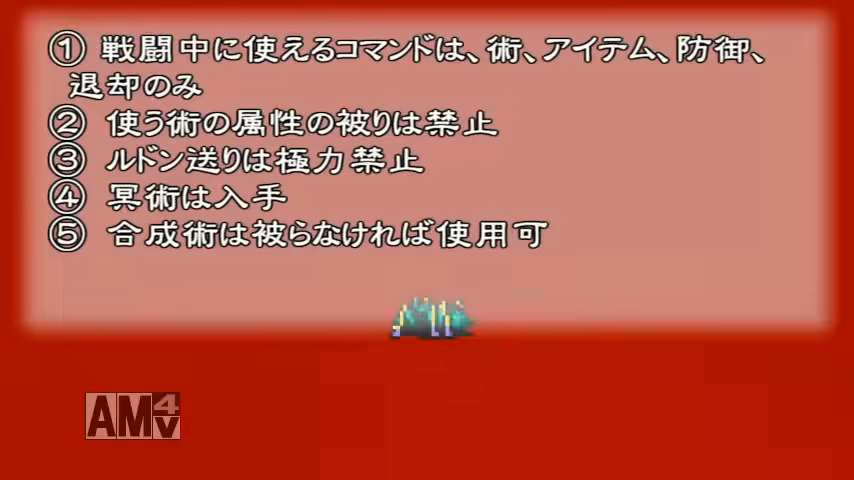 ① 戦闘中に使えるコマンドは、術、アイテム、防御、
退却のみ
② 使う術の属性の被りは禁止
③ ルドン送りは極力禁止
④ 冥術は入手
⑤ 合成術は被らなければ使用可
AM4v